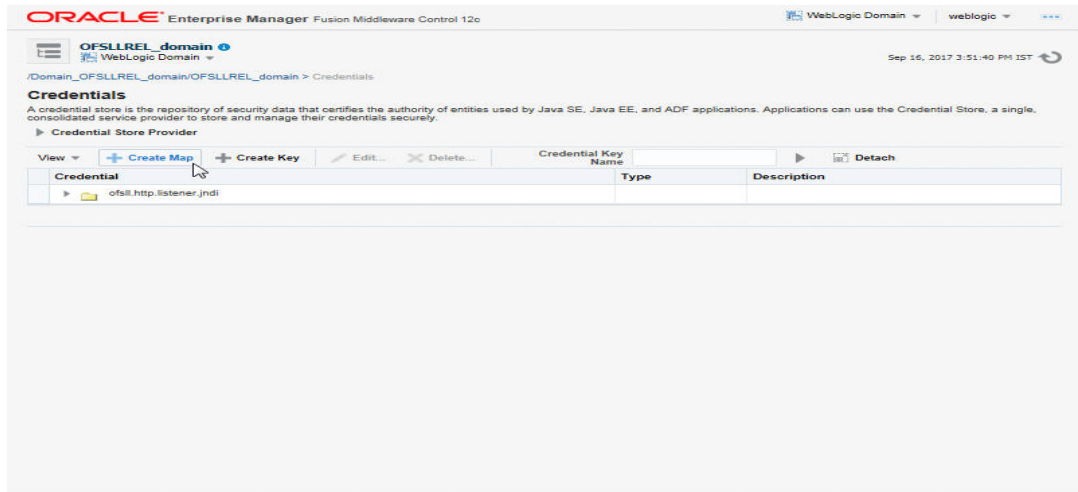 ORACLE Enterprise Manager Fusion Middleware Control 12c
WebLogic Domain
weblogic
OFSLLREL_domain
WebLogic Domain
Sep 16, 2017 3:51:40 PM IST
/Domain_OFSLLREL_domain/OFSLLREL_domain > Credentials
Credentials
A credential store is the repository of security data that certifies the authority of entities used by Java SE, Java EE, and ADF applications. Applications can use the Credential Store, a single,
consolidated service provider to store and manage their credentials securely.
Credential Store Provider
View
Create Map
Create Key
Edit...
Delete...
Credential Key
Name
Detach
Credential
Type
Description
ofsll.http.listener.jndi